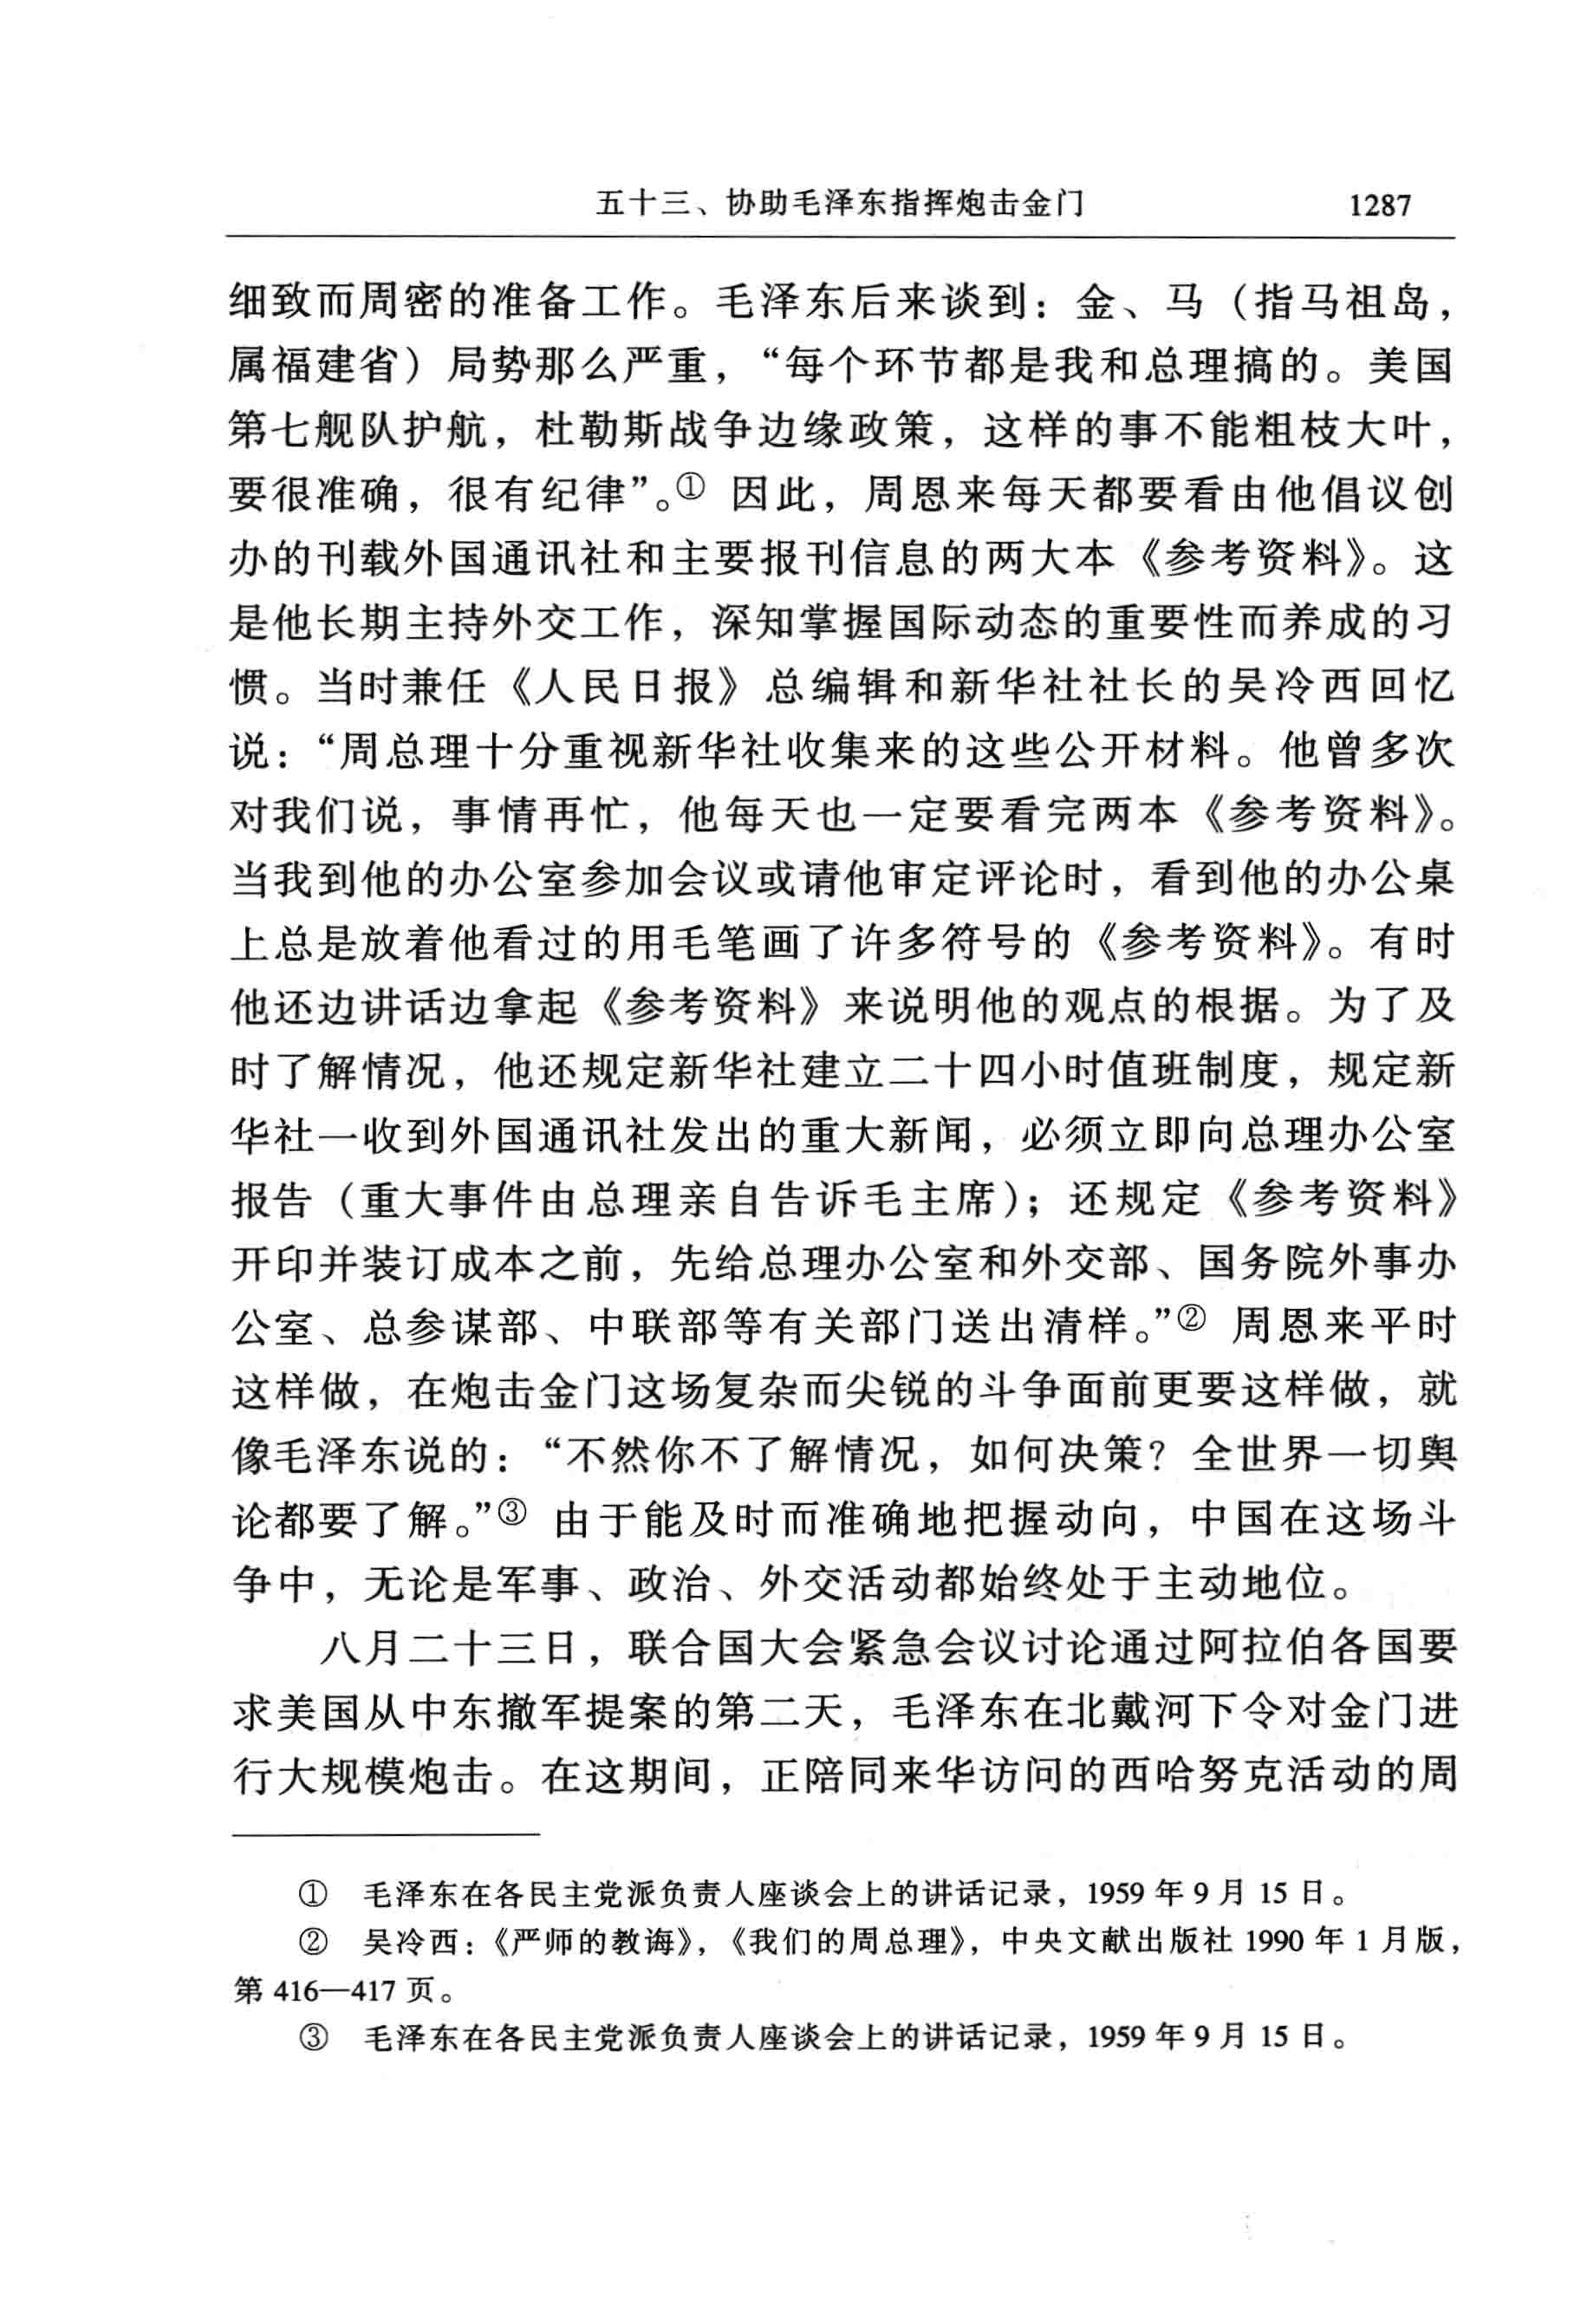 五十三、协助毛泽东指挥炮击金门 1287
细致而周密的准备工作。毛泽东后来谈到：金、马（指马祖岛，
属福建省）局势那么严重，“每个环节都是我和总理搞的。美国
第七舰队护航，杜勒斯战争边缘政策，这样的事不能粗枝大叶，
要很准确，很有纪律”。① 因此，周恩来每天都要看由他倡议创
办的刊载外国通讯社和主要报刊信息的两大本《参考资料》。这
是他长期主持外交工作，深知掌握国际动态的重要性而养成的习
惯。当时兼任《人民日报》总编辑和新华社社长的吴冷西回忆
说：“周总理十分重视新华社收集来的这些公开材料。他曾多次
对我们说，事情再忙，他每天也一定要看完两本《参考资料》。
当我到他的办公室参加会议或请他审定评论时，看到他的办公桌
上总是放着他看过的用毛笔画了许多符号的《参考资料》。有时
他还边讲话边拿起《参考资料》来说明他的观点的根据。为了及
时了解情况，他还规定新华社建立二十四小时值班制度，规定新
华社一收到外国通讯社发出的重大新闻，必须立即向总理办公室
报告（重大事件由总理亲自告诉毛主席）；还规定《参考资料》
开印并装订成本之前，先给总理办公室和外交部、国务院外事办
公室、总参谋部、中联部等有关部门送出清样。”② 周恩来平时
这样做，在炮击金门这场复杂而尖锐的斗争面前更要这样做，就
像毛泽东说的：“不然你不了解情况，如何决策？全世界一切舆
论都要了解。”③ 由于能及时而准确地把握动向，中国在这场斗
争中，无论是军事、政治、外交活动都始终处于主动地位。
八月二十三日，联合国大会紧急会议讨论通过阿拉伯各国要
求美国从中东撤军提案的第二天，毛泽东在北戴河下令对金门进
行大规模炮击。在这期间，正陪同来华访问的西哈努克活动的周
① 毛泽东在各民主党派负责人座谈会上的讲话记录，1959 年 9 月 15 日。
② 吴冷西：《严师的教诲》，《我们的周总理》，中央文献出版社 1990 年 1 月版，
第 416—417 页。
③ 毛泽东在各民主党派负责人座谈会上的讲话记录，1959 年 9 月 15 日。